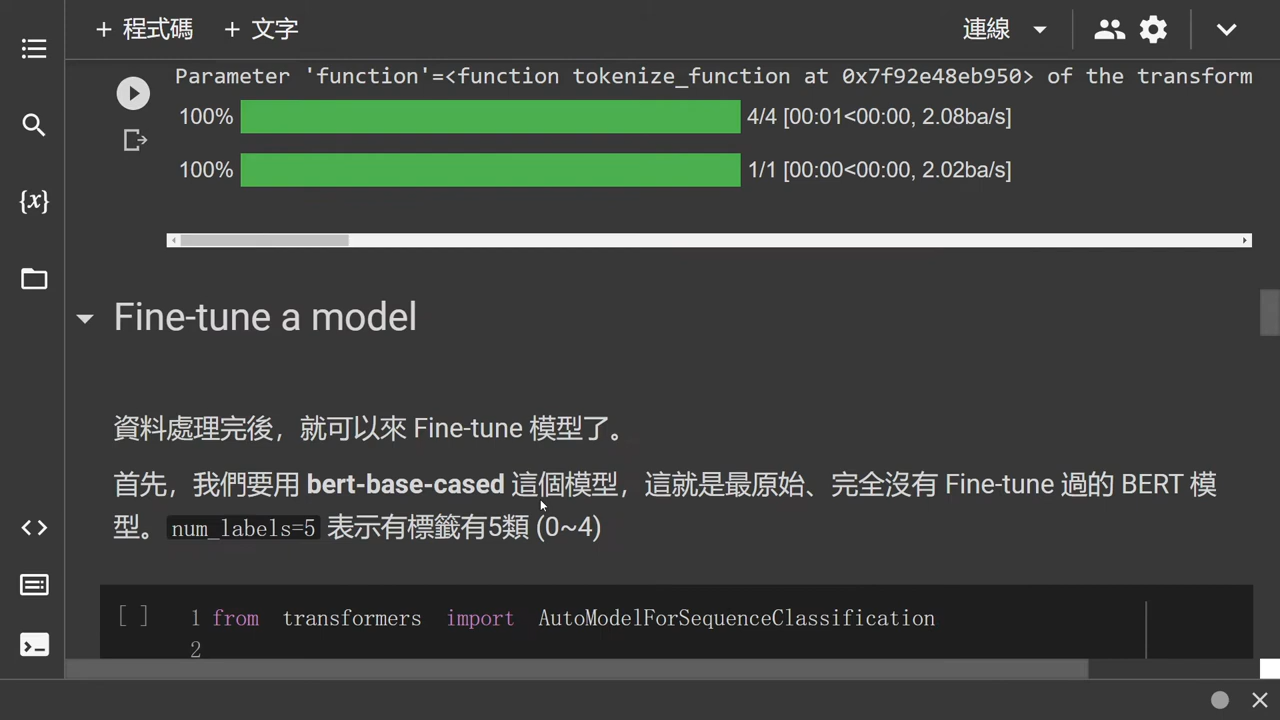 + 程式碼 + 文字 連線
Parameter 'function'=<function tokenize_function at 0x7f92e48eb950> of the transform
100% 4/4 [00:01<00:00, 2.08ba/s]
100% 1/1 [00:00<00:00, 2.02ba/s]
{x}
Fine-tune a model
資料處理完後，就可以來 Fine-tune 模型了。
首先，我們要用 bert-base-cased 這個模型，這就是最原始、完全沒有 Fine-tune 過的 BERT 模
型。num_labels=5 表示有標籤有5類 (0~4)
[ ] 1 from transformers import AutoModelForSequenceClassification
2